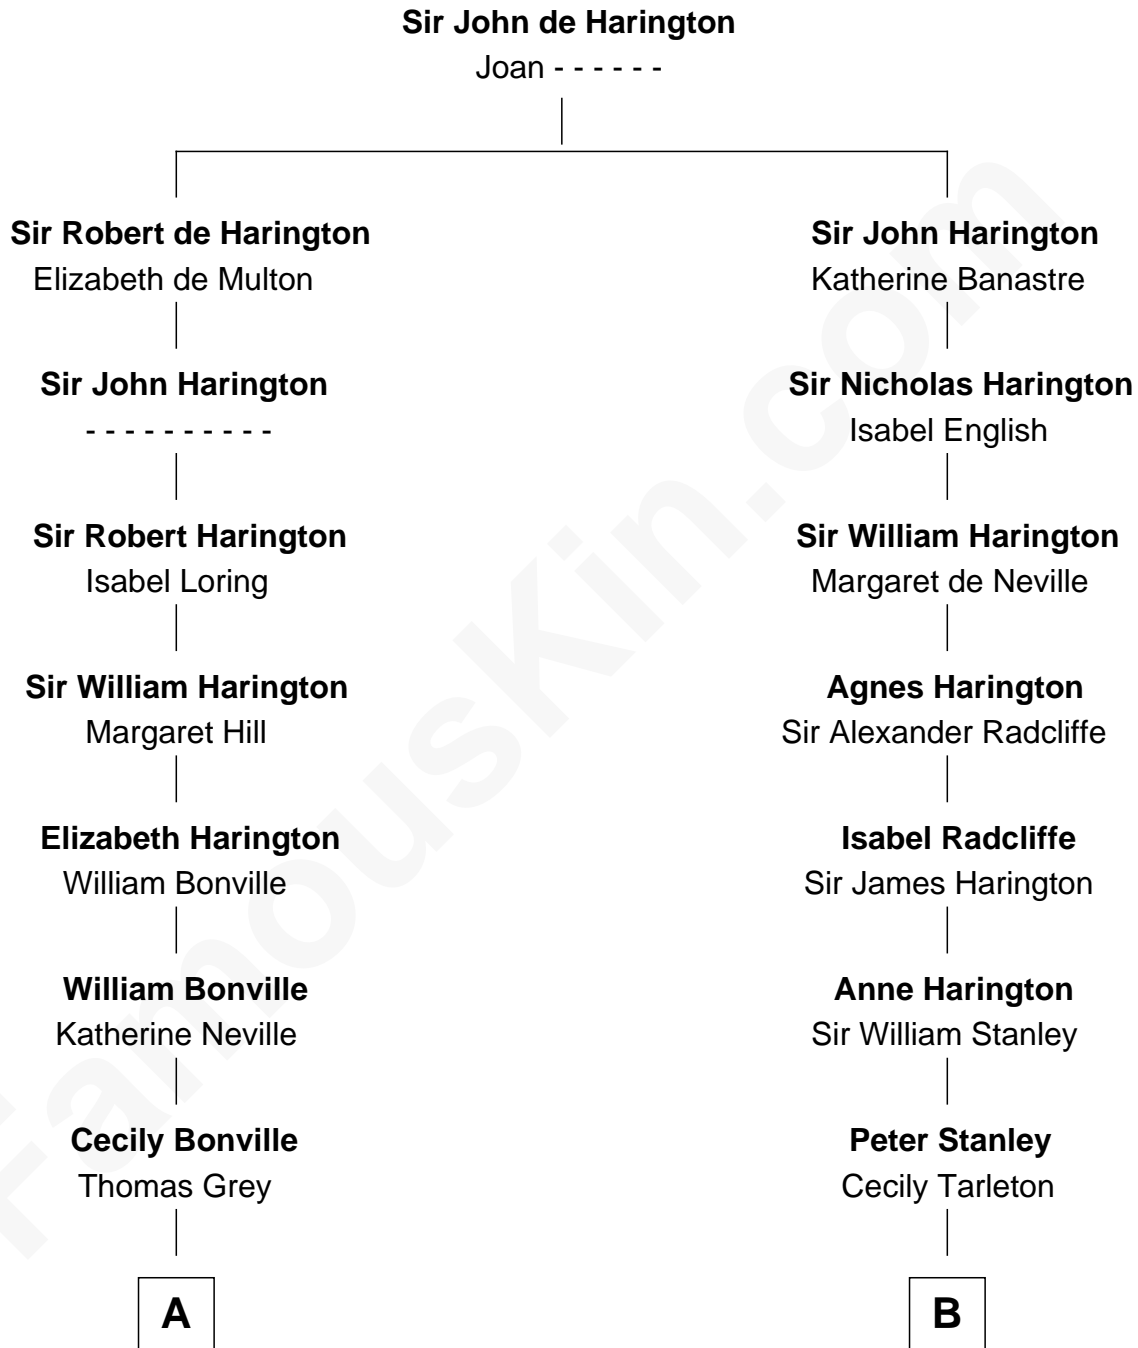 Sir John de Harington
Joan - - - - - -
Sir Robert de Harington
Elizabeth de Multon
Sir John Harington
- - - - - - - - - -
Sir Robert Harington
Isabel Loring
Sir William Harington
Margaret Hill
Elizabeth Harington
William Bonville
William Bonville
Katherine Neville
Cecily Bonville
Thomas Grey
A
Sir John Harington
Katherine Banastre
Sir Nicholas Harington
Isabel English
Sir William Harington
Margaret de Neville
Agnes Harington
Sir Alexander Radcliffe
Isabel Radcliffe
Sir James Harington
Anne Harington
Sir William Stanley
Peter Stanley
Cecily Tarleton
B
FamousKin.com